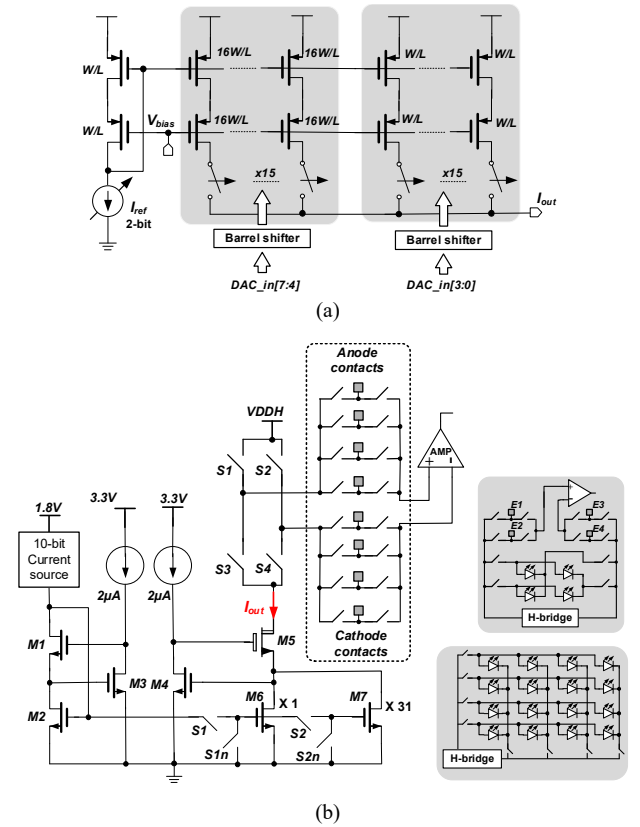 16W/L 16W/L W/L W/L
W/L
V_bias
W/L 16W/L 16W/L W/L W/L
x15 x15
I_ref
2-bit
I_out
Barrel shifter Barrel shifter
DAC_in[7:4] DAC_in[3:0]
(a)
Anode
contacts
VDDH
S1 S2
AMP
+ −
1.8V 3.3V 3.3V
10-bit
Current
source
2μA 2μA
S3 S4
I_out
M5
Cathode
contacts
M1
M3 M4
M2
M6 X 1
M7 X 31
S1 S2
S1n S2n
E1 E3
E2 E4
H-bridge
H-bridge
(b)